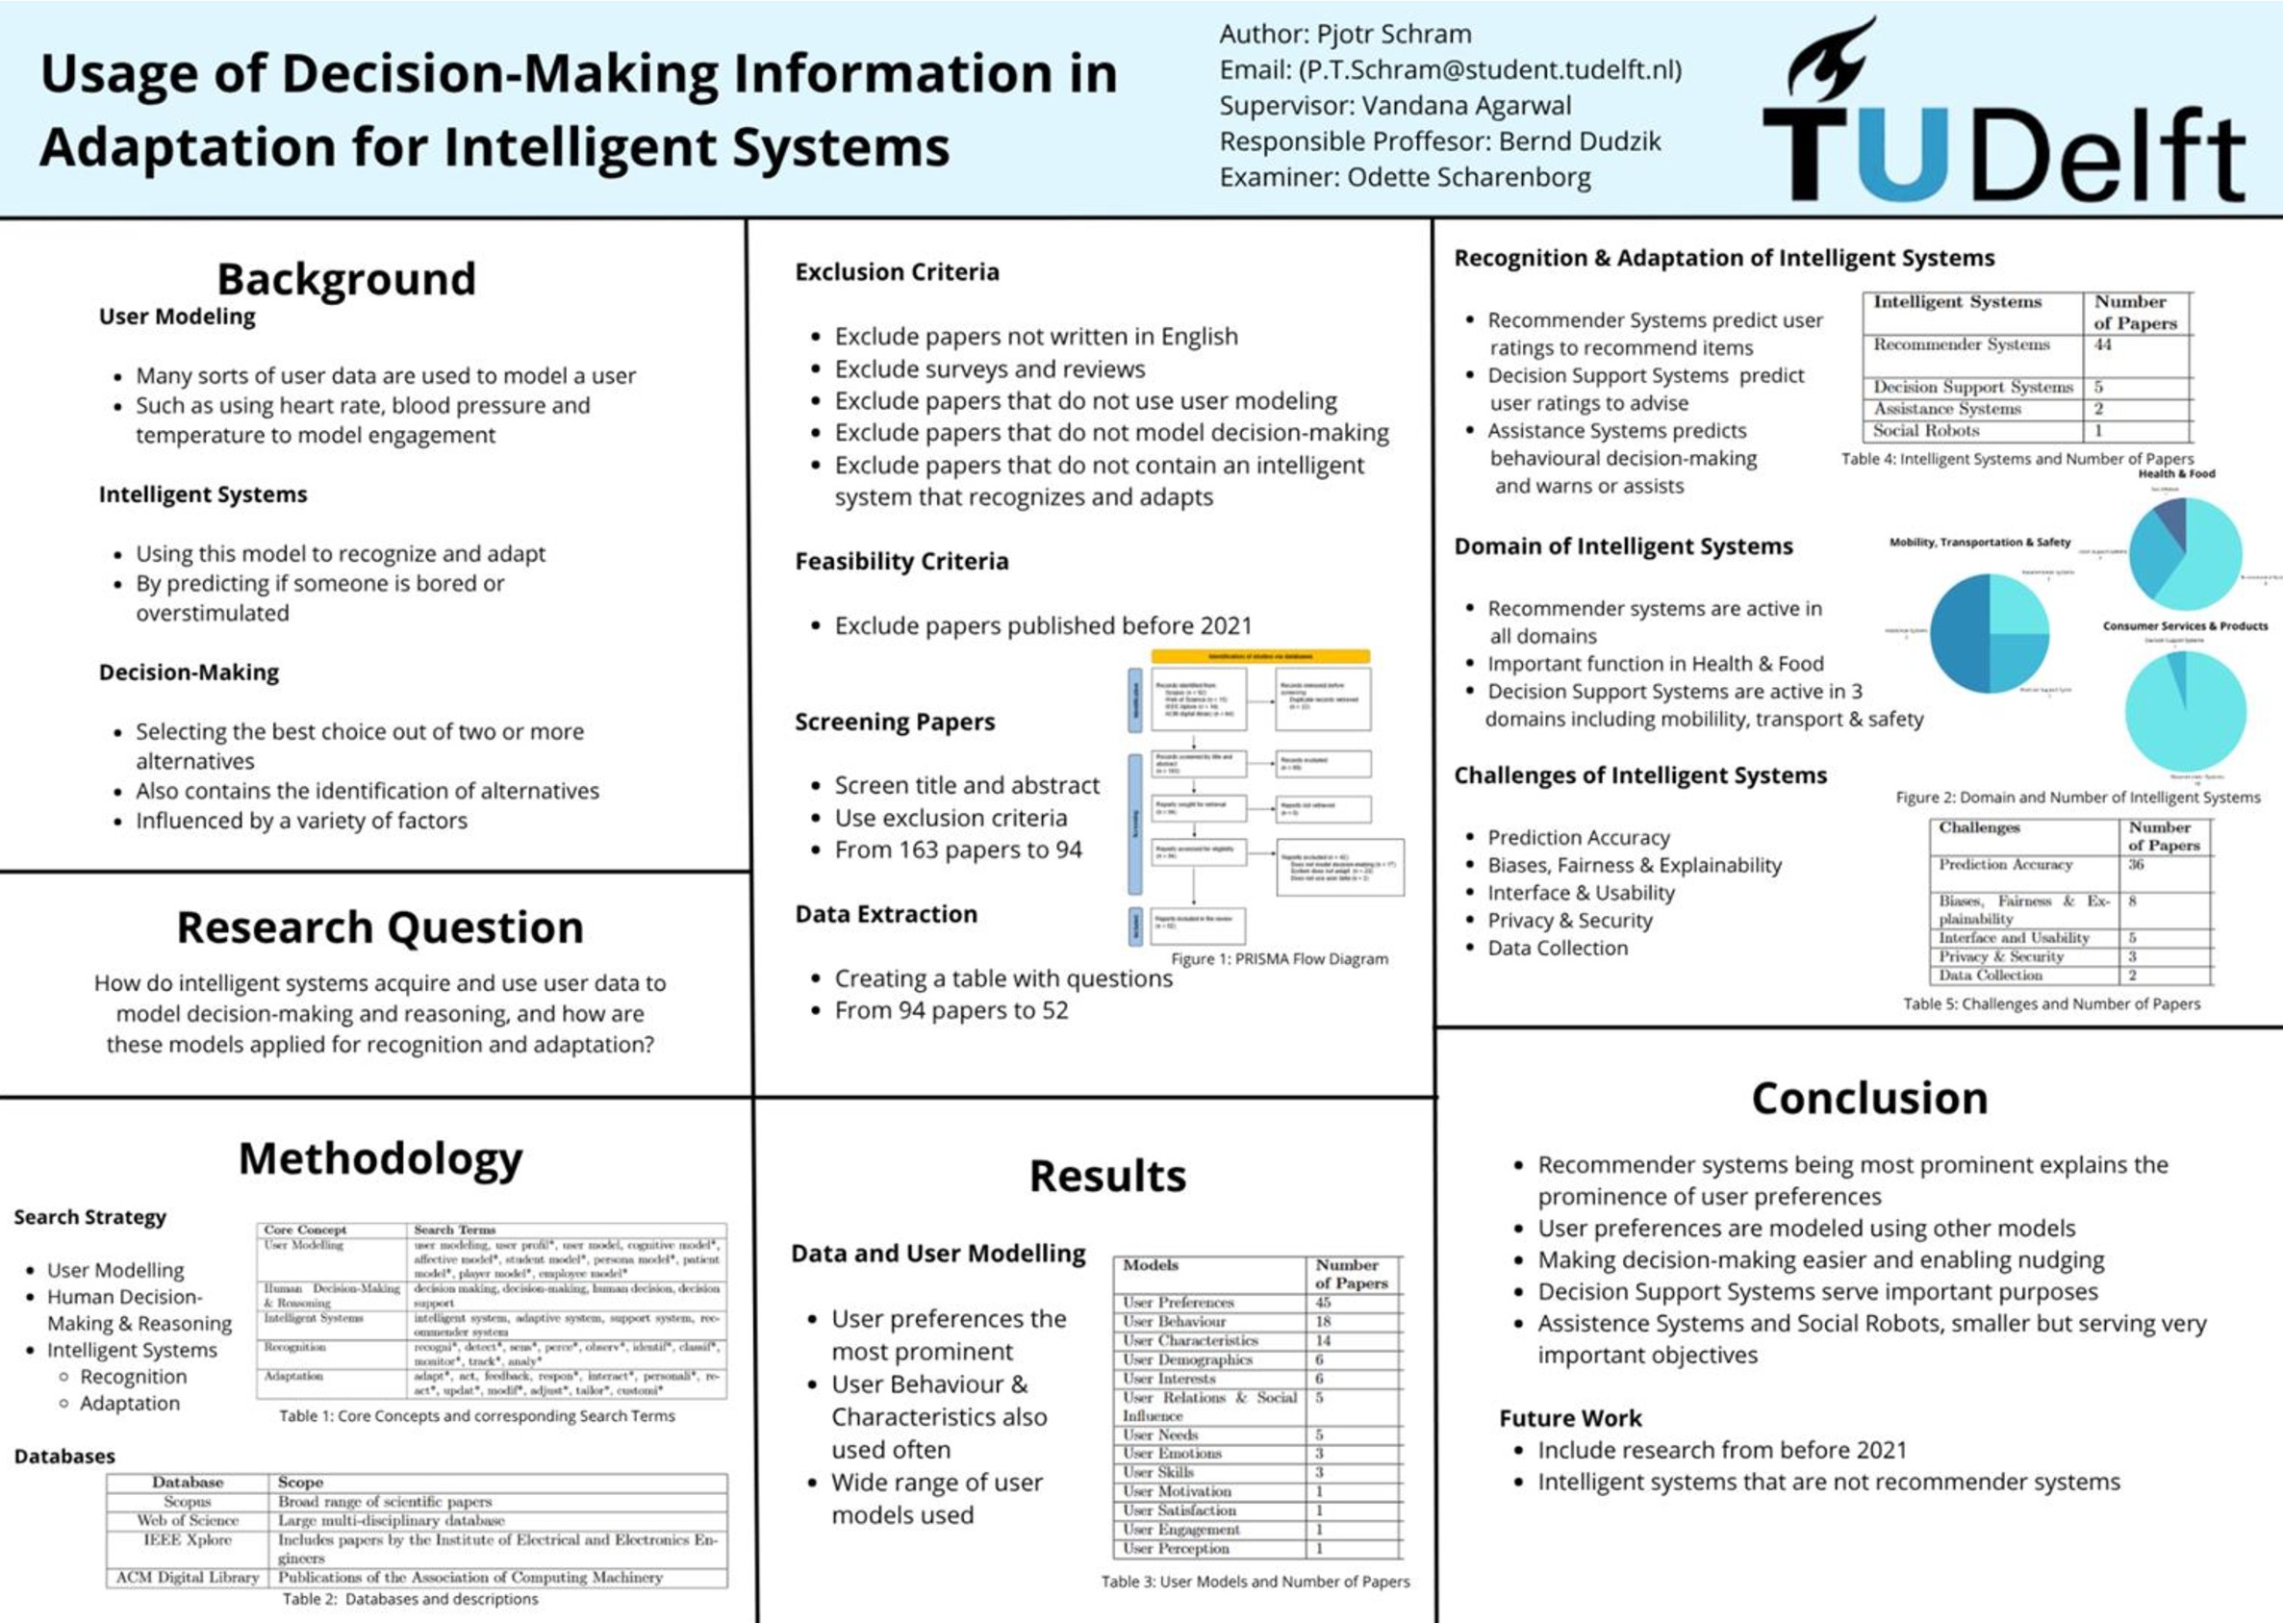 Usage of Decision-Making Information in
Adaptation for Intelligent Systems
Author: Pjotr Schram
Email: (P.T.Schram@student.tudelft.nl)
Supervisor: Vandana Agarwal
Responsible Proffesor: Bernd Dudzik
Examiner: Odette Scharenborg
TUDelft
Background
User Modeling
• Many sorts of user data are used to model a user
• Such as using heart rate, blood pressure and
temperature to model engagement
Intelligent Systems
• Using this model to recognize and adapt
• By predicting if someone is bored or
overstimulated
Decision-Making
• Selecting the best choice out of two or more
alternatives
• Also contains the identification of alternatives
• Influenced by a variety of factors
Research Question
How do intelligent systems acquire and use user data to
model decision-making and reasoning, and how are
these models applied for recognition and adaptation?
Methodology
Search Strategy
• User Modelling
• Human Decision-
Making & Reasoning
• Intelligent Systems
○ Recognition
○ Adaptation
Core Concept Search Terms
User Modelling user modeling, user profil*, user model, cognitive model*,
affective model*, student model*, persona model*, patient
model*, player model*, employee model*
Human Decision-Making decision making, decision-making, human decision, decision
& Reasoning support
Intelligent Systems intelligent system, adaptive system, support system, rec-
ommender system
Recognition recogni*, detect*, sens*, perce*, observ*, identif*, classif*,
monitor*, track*, analy*
Adaptation adapt*, act, feedback, respon*, interact*, personali*, re-
act*, updat*, modif*, adjust*, tailor*, customi*
Table 1: Core Concepts and corresponding Search Terms
Databases
Database Scope
Scopus Broad range of scientific papers
Web of Science Large multi-disciplinary database
IEEE Xplore Includes papers by the Institute of Electrical and Electronics En-
gineers
ACM Digital Library Publications of the Association of Computing Machinery
Table 2: Databases and descriptions
Exclusion Criteria
• Exclude papers not written in English
• Exclude surveys and reviews
• Exclude papers that do not use user modeling
• Exclude papers that do not model decision-making
• Exclude papers that do not contain an intelligent
system that recognizes and adapts
Feasibility Criteria
• Exclude papers published before 2021
Screening Papers
• Screen title and abstract
• Use exclusion criteria
• From 163 papers to 94
Data Extraction
• Creating a table with questions
• From 94 papers to 52
Identification of studies via databases
Figure 1: PRISMA Flow Diagram
Results
Data and User Modelling
• User preferences the
most prominent
• User Behaviour &
Characteristics also
used often
• Wide range of user
models used
Models Number
of Papers
User Preferences 45
User Behaviour 18
User Characteristics 14
User Demographics 6
User Interests 6
User Relations & Social 5
Influence
User Needs 5
User Emotions 3
User Skills 3
User Motivation 1
User Satisfaction 1
User Engagement 1
User Perception 1
Table 3: User Models and Number of Papers
Recognition & Adaptation of Intelligent Systems
• Recommender Systems predict user
ratings to recommend items
• Decision Support Systems predict
user ratings to advise
• Assistance Systems predicts
behavioural decision-making
and warns or assists
Intelligent Systems Number
of Papers
Recommender Systems 44
Decision Support Systems 5
Assistance Systems 2
Social Robots 1
Table 4: Intelligent Systems and Number of Papers
Domain of Intelligent Systems
• Recommender systems are active in
all domains
• Important function in Health & Food
• Decision Support Systems are active in 3
domains including mobilility, transport & safety
Health & Food
Mobility, Transportation & Safety
Consumer Services & Products
Figure 2: Domain and Number of Intelligent Systems
Challenges of Intelligent Systems
• Prediction Accuracy
• Biases, Fairness & Explainability
• Interface & Usability
• Privacy & Security
• Data Collection
Challenges Number
of Papers
Prediction Accuracy 36
Biases, Fairness & Ex- 8
plainability
Interface and Usability 5
Privacy & Security 3
Data Collection 2
Table 5: Challenges and Number of Papers
Conclusion
• Recommender systems being most prominent explains the
prominence of user preferences
• User preferences are modeled using other models
• Making decision-making easier and enabling nudging
• Decision Support Systems serve important purposes
• Assistence Systems and Social Robots, smaller but serving very
important objectives
Future Work
• Include research from before 2021
• Intelligent systems that are not recommender systems